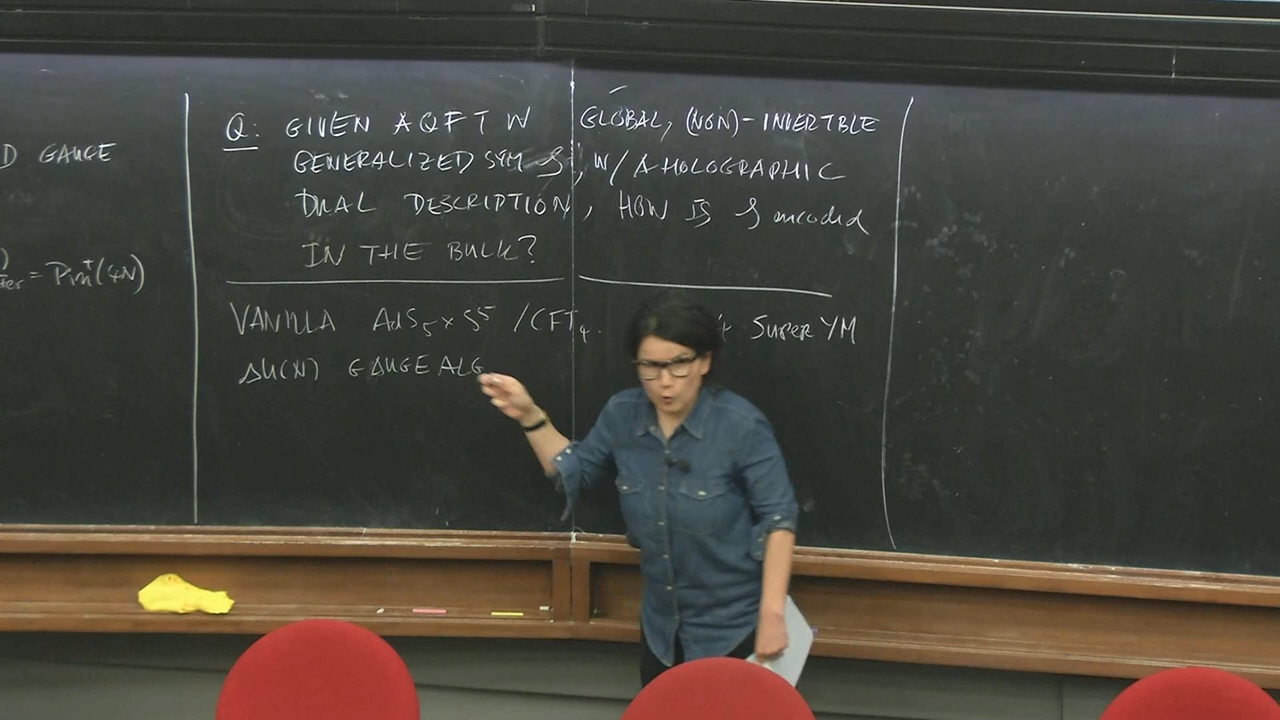 D GAUGE
= Pin⁺(4N)
Q: GIVEN A QFT W GLOBAL, (NON)-INVERTBLE
GENERALIZED SYM S, W/ A HOLOGRAPHIC
DUAL DESCRIPTION, HOW IS S encoded
IN THE BULK?
VANILLA AdS₅ × S⁵ /CFT₄. SUPER YM
su(N) GAUGE ALG